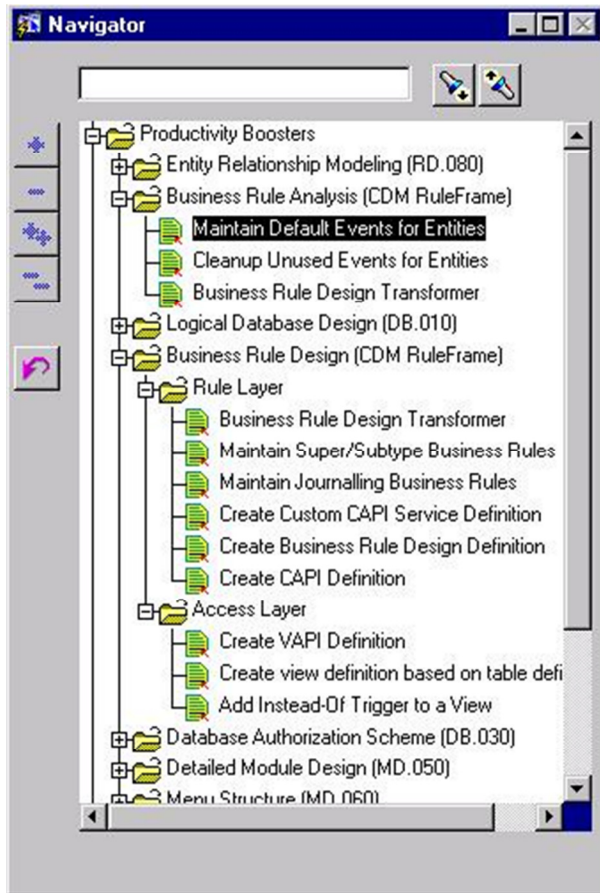 Navigator
Productivity Boosters
Entity Relationship Modeling (RD.080)
Business Rule Analysis (CDM RuleFrame)
Maintain Default Events for Entities
Cleanup Unused Events for Entities
Business Rule Design Transformer
Logical Database Design (DB.010)
Business Rule Design (CDM RuleFrame)
Rule Layer
Business Rule Design Transformer
Maintain Super/Subtype Business Rules
Maintain Journalling Business Rules
Create Custom CAPI Service Definition
Create Business Rule Design Definition
Create CAPI Definition
Access Layer
Create VAPI Definition
Create view definition based on table defi
Add Instead-Of Trigger to a View
Database Authorization Scheme (DB.030)
Detailed Module Design (MD.050)
Menu Structure (MD.060)